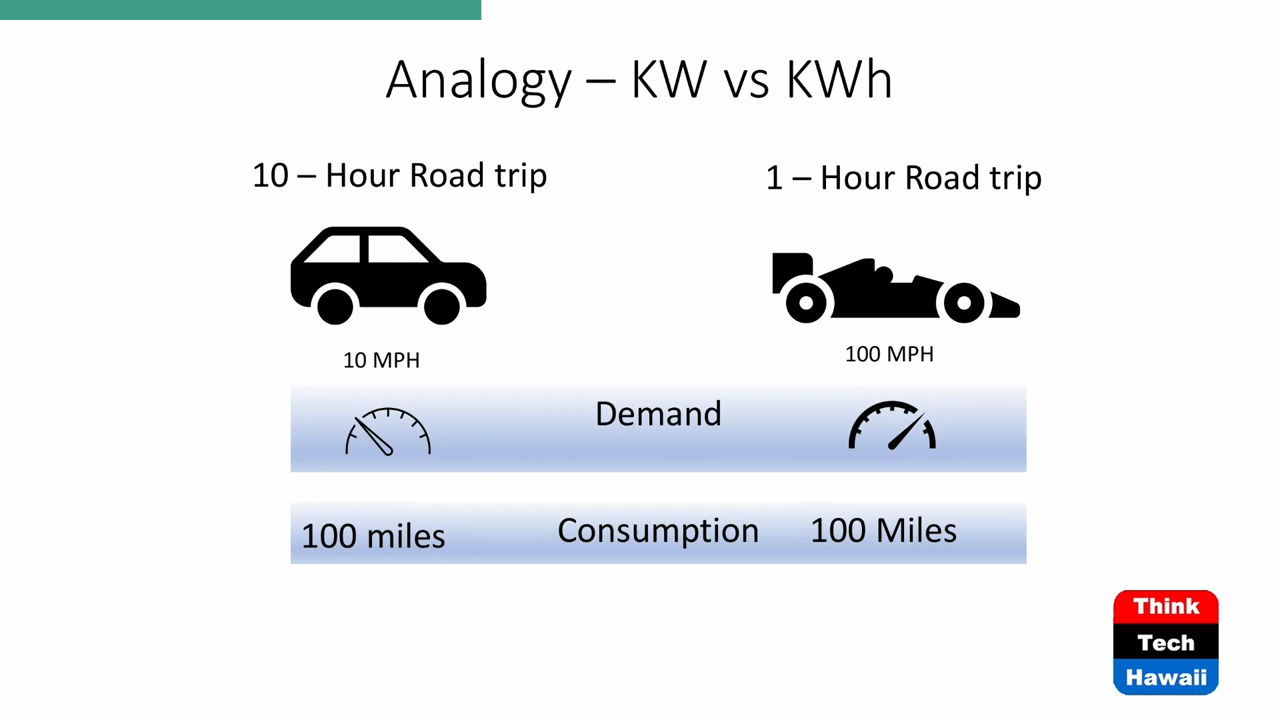 Analogy – KW vs KWh
10 – Hour Road trip
1 – Hour Road trip
10 MPH
100 MPH
Demand
100 miles
Consumption
100 Miles
Think
Tech
Hawaii